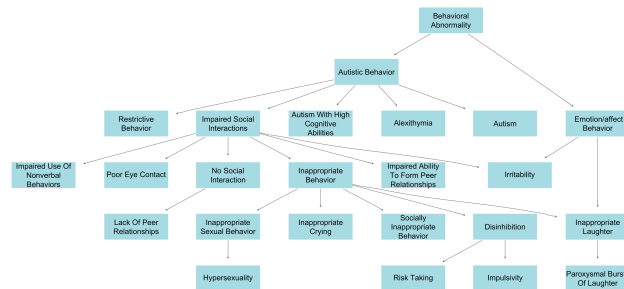 Behavioral
Abnormality
Autistic Behavior
Restrictive
Behavior
Impaired Social
Interactions
Autism With High
Cognitive
Abilities
Alexithymia
Autism
Emotion/affect
Behavior
Impaired Use Of
Nonverbal
Behaviors
Poor Eye Contact
No Social
Interaction
Inappropriate
Behavior
Impaired Ability
To Form Peer
Relationships
Irritability
Lack Of Peer
Relationships
Inappropriate
Sexual Behavior
Inappropriate
Crying
Socially
Inappropriate
Behavior
Disinhibition
Inappropriate
Laughter
Hypersexuality
Risk Taking
Impulsivity
Paroxysmal Burst
Of Laughter